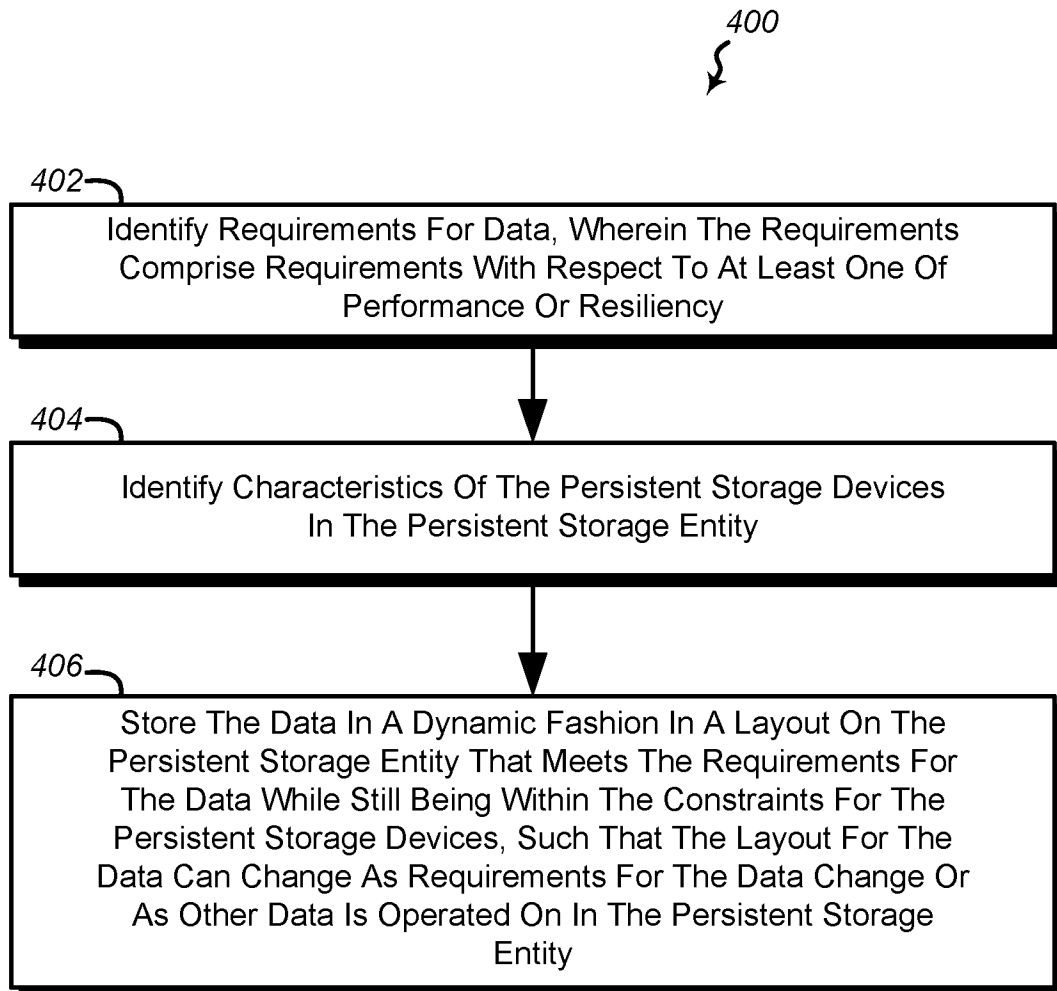 400
402
Identify Requirements For Data, Wherein The Requirements
Comprise Requirements With Respect To At Least One Of
Performance Or Resiliency
404
Identify Characteristics Of The Persistent Storage Devices
In The Persistent Storage Entity
406
Store The Data In A Dynamic Fashion In A Layout On The
Persistent Storage Entity That Meets The Requirements For
The Data While Still Being Within The Constraints For The
Persistent Storage Devices, Such That The Layout For The
Data Can Change As Requirements For The Data Change Or
As Other Data Is Operated On In The Persistent Storage
Entity